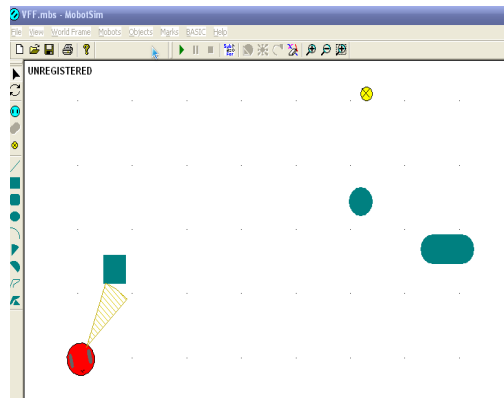 VFF.mbs - MobotSim
File View World Frame Mobots Objects Marks BASIC Help
UNREGISTERED